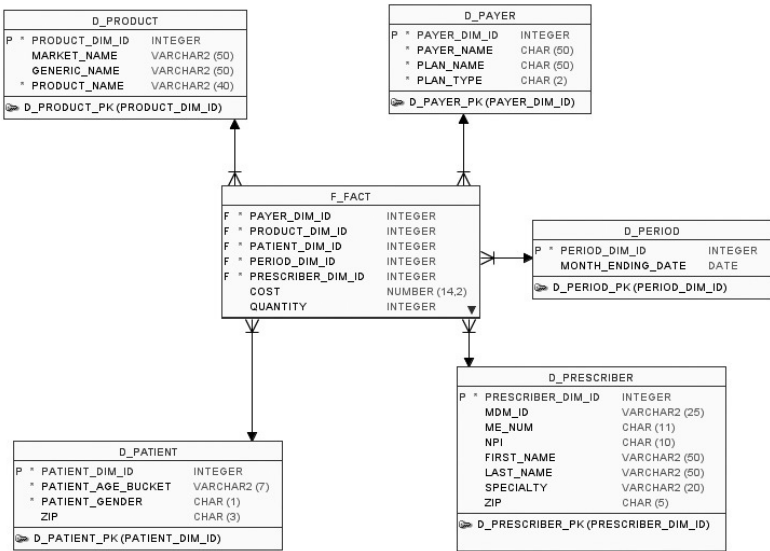 D_PRODUCT
P * PRODUCT_DIM_ID INTEGER
MARKET_NAME VARCHAR2 (50)
GENERIC_NAME VARCHAR2 (50)
* PRODUCT_NAME VARCHAR2 (40)
D_PRODUCT_PK (PRODUCT_DIM_ID)
D_PAYER
P * PAYER_DIM_ID INTEGER
* PAYER_NAME CHAR (50)
* PLAN_NAME CHAR (50)
* PLAN_TYPE CHAR (2)
D_PAYER_PK (PAYER_DIM_ID)
F_FACT
F * PAYER_DIM_ID INTEGER
F * PRODUCT_DIM_ID INTEGER
F * PATIENT_DIM_ID INTEGER
F * PERIOD_DIM_ID INTEGER
F * PRESCRIBER_DIM_ID INTEGER
COST NUMBER (14,2)
QUANTITY INTEGER
D_PERIOD
P * PERIOD_DIM_ID INTEGER
MONTH_ENDING_DATE DATE
D_PERIOD_PK (PERIOD_DIM_ID)
D_PATIENT
P * PATIENT_DIM_ID INTEGER
* PATIENT_AGE_BUCKET VARCHAR2 (7)
* PATIENT_GENDER CHAR (1)
ZIP CHAR (3)
D_PATIENT_PK (PATIENT_DIM_ID)
D_PRESCRIBER
P * PRESCRIBER_DIM_ID INTEGER
MDM_ID VARCHAR2 (25)
ME_NUM CHAR (11)
NPI CHAR (10)
FIRST_NAME VARCHAR2 (50)
LAST_NAME VARCHAR2 (50)
SPECIALTY VARCHAR2 (20)
ZIP CHAR (5)
D_PRESCRIBER_PK (PRESCRIBER_DIM_ID)